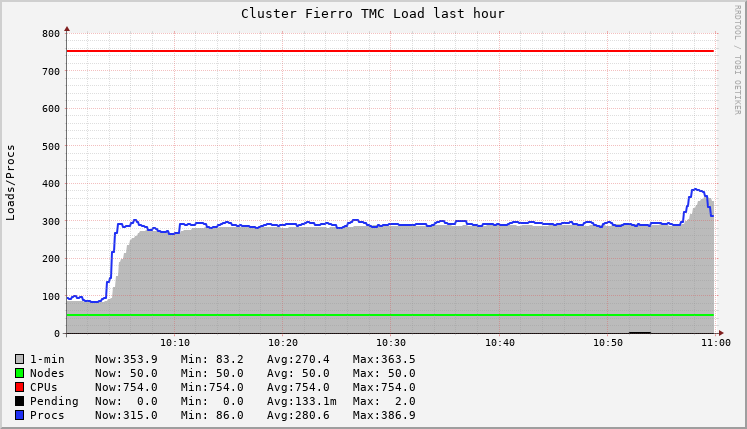 Cluster Fierro TMC Load last hour
RRDTOOL / TOBI OETIKER
Loads/Procs
800
700
600
500
400
300
200
100
0
10:10 10:20 10:30 10:40 10:50 11:00
1-min Now:353.9 Min: 83.2 Avg:270.4 Max:363.5
Nodes Now: 50.0 Min: 50.0 Avg: 50.0 Max: 50.0
CPUs Now:754.0 Min:754.0 Avg:754.0 Max:754.0
Pending Now: 0.0 Min: 0.0 Avg:133.1m Max: 2.0
Procs Now:315.0 Min: 86.0 Avg:280.6 Max:386.9